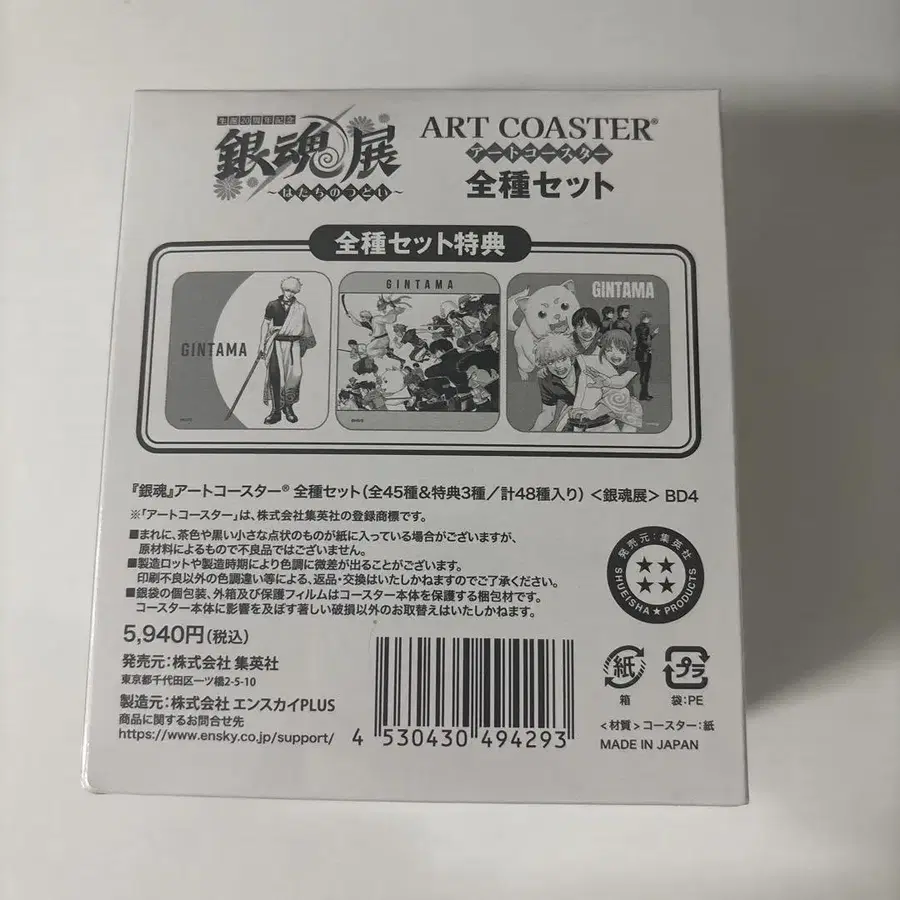 生誕20周年記念
銀魂展
～はたちのつどい～
ART COASTER®
アートコースター
全種セット
全種セット特典
GINTAMA
GINTAMA
GINTAMA
『銀魂』アートコースター® 全種セット（全45種&特典3種／計48種入り）＜銀魂展＞ BD4
※「アートコースター」は、株式会社集英社の登録商標です。
■まれに、茶色や黒い小さな点状のものが紙に入っている場合がございますが、
原材料によるもので不良品ではございません。
■製造ロットや製造時期により色調に微差が出ることがございます。
印刷不良以外の色調違い等による、返品・交換はいたしかねますのでご了承ください。
■銀袋の個包装、外箱及び保護フィルムはコースター本体を保護する梱包材です。
コースター本体に影響を及ぼす著しい破損以外のお取替えはいたしかねます。
発売元：集英社
SHUEISHA★PRODUCTS
5,940円（税込）
発売元：株式会社 集英社
東京都千代田区一ツ橋2-5-10
製造元：株式会社 エンスカイPLUS
商品に関するお問合せ先
https://www.ensky.co.jp/support/
4 530430 494293
紙
箱
プラ
袋：PE
＜材質＞コースター：紙
MADE IN JAPAN